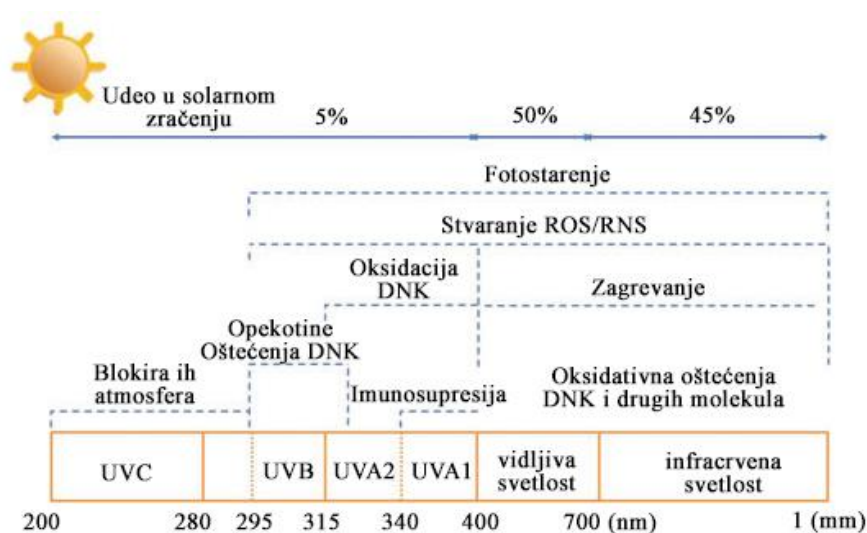 Udeo u solarnom
zračenju
5%
50%
45%
Fotostarenje
Stvaranje ROS/RNS
Oksidacija
DNK
Zagrevanje
Opekotine
Oštećenja DNK
Blokira ih
atmosfera
Imunosupresija
Oksidativna oštećenja
DNK i drugih molekula
UVC
UVB
UVA2
UVA1
vidljiva
svetlost
infracrvena
svetlost
200
280
295
315
340
400
700 (nm)
1 (mm)